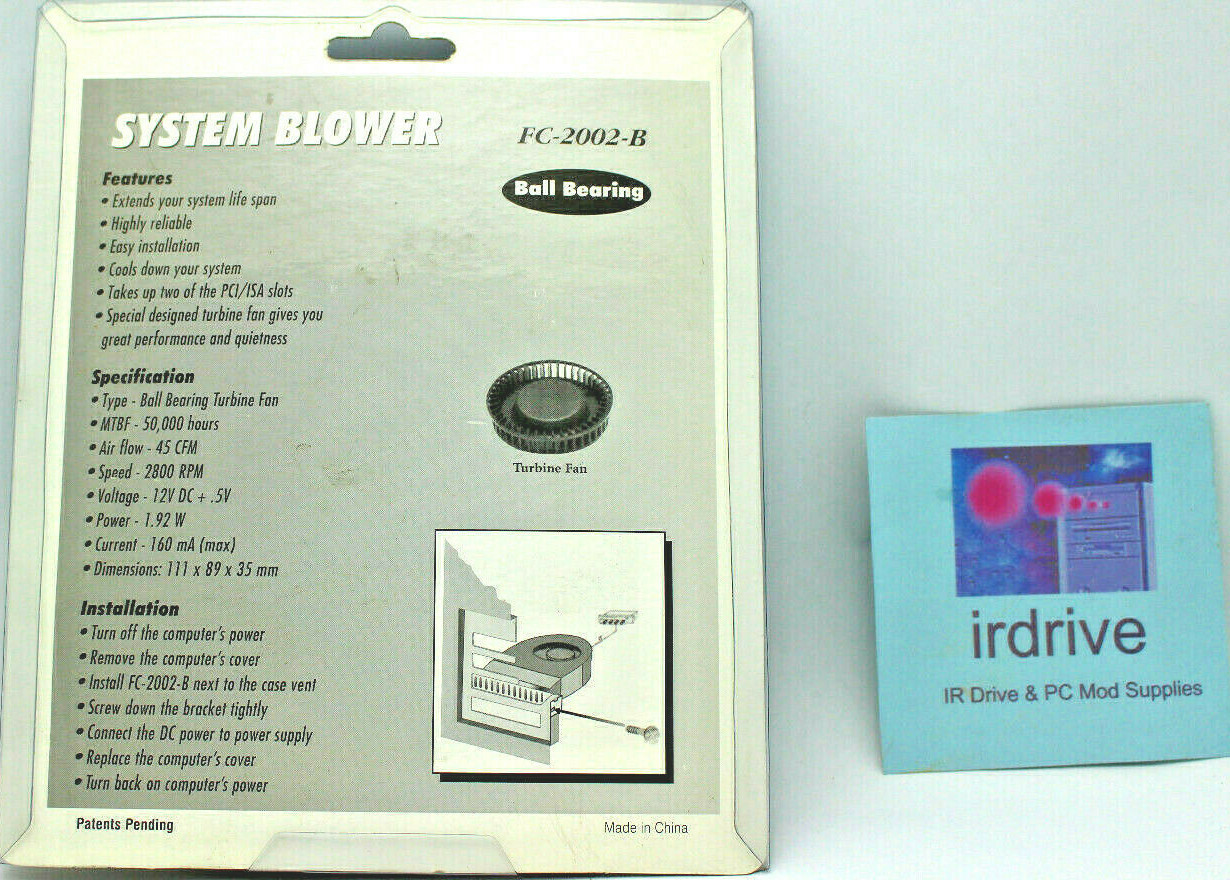 SYSTEM BLOWER
FC-2002-B
Ball Bearing
Features
• Extends your system life span
• Highly reliable
• Easy installation
• Cools down your system
• Takes up two of the PCI/ISA slots
• Special designed turbine fan gives you
great performance and quietness
Specification
• Type - Ball Bearing Turbine Fan
• MTBF - 50,000 hours
• Air flow - 45 CFM
• Speed - 2800 RPM
• Voltage - 12V DC + .5V
• Power - 1.92 W
• Current - 160 mA (max)
• Dimensions: 111 x 89 x 35 mm
Turbine Fan
Installation
• Turn off the computer's power
• Remove the computer's cover
• Install FC-2002-B next to the case vent
• Screw down the bracket tightly
• Connect the DC power to power supply
• Replace the computer's cover
• Turn back on computer's power
Patents Pending
Made in China
irdrive
IR Drive & PC Mod Supplies